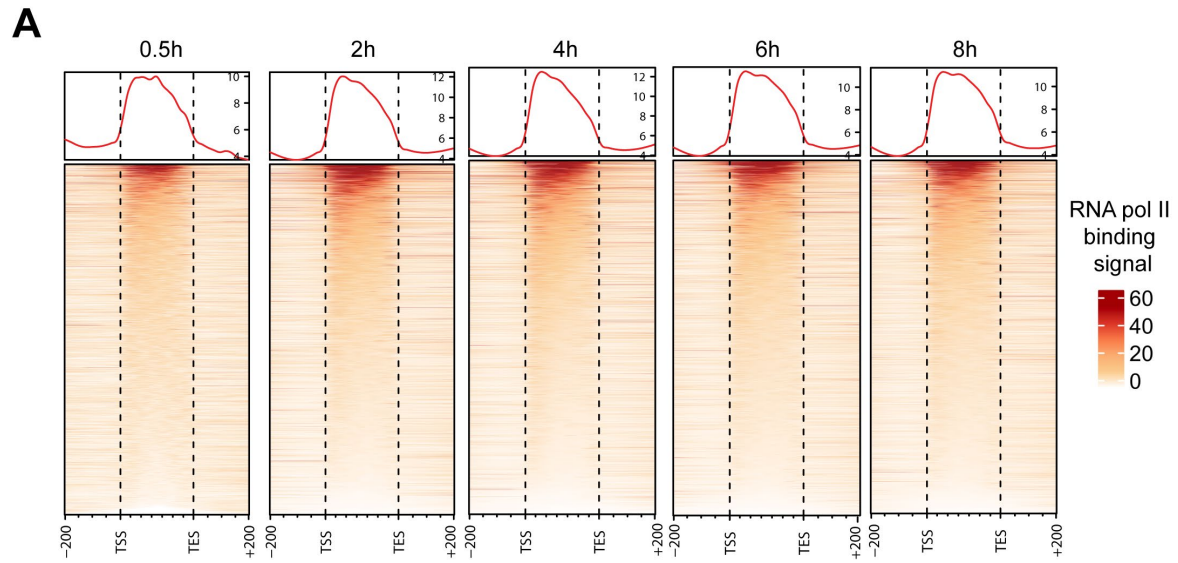 A
0.5h 2h 4h 6h 8h
10 8 6 4
12 10 8 6 4
12 10 8 6 4
10 8 6 4
10 8 6 4
RNA pol II
binding
signal
60
40
20
0
-200 TSS TES +200
-200 TSS TES +200
-200 TSS TES +200
-200 TSS TES +200
-200 TSS TES +200